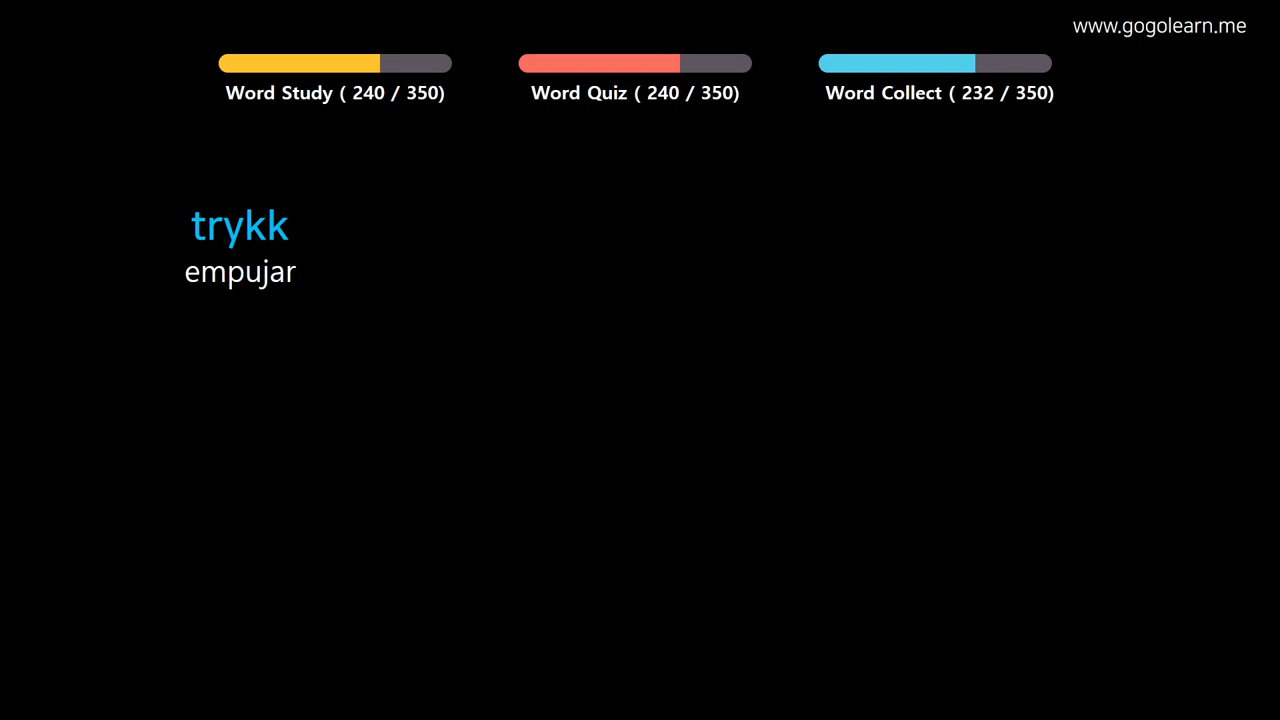 www.gogolearn.me
Word Study ( 240 / 350)
Word Quiz ( 240 / 350)
Word Collect ( 232 / 350)
trykk
empujar